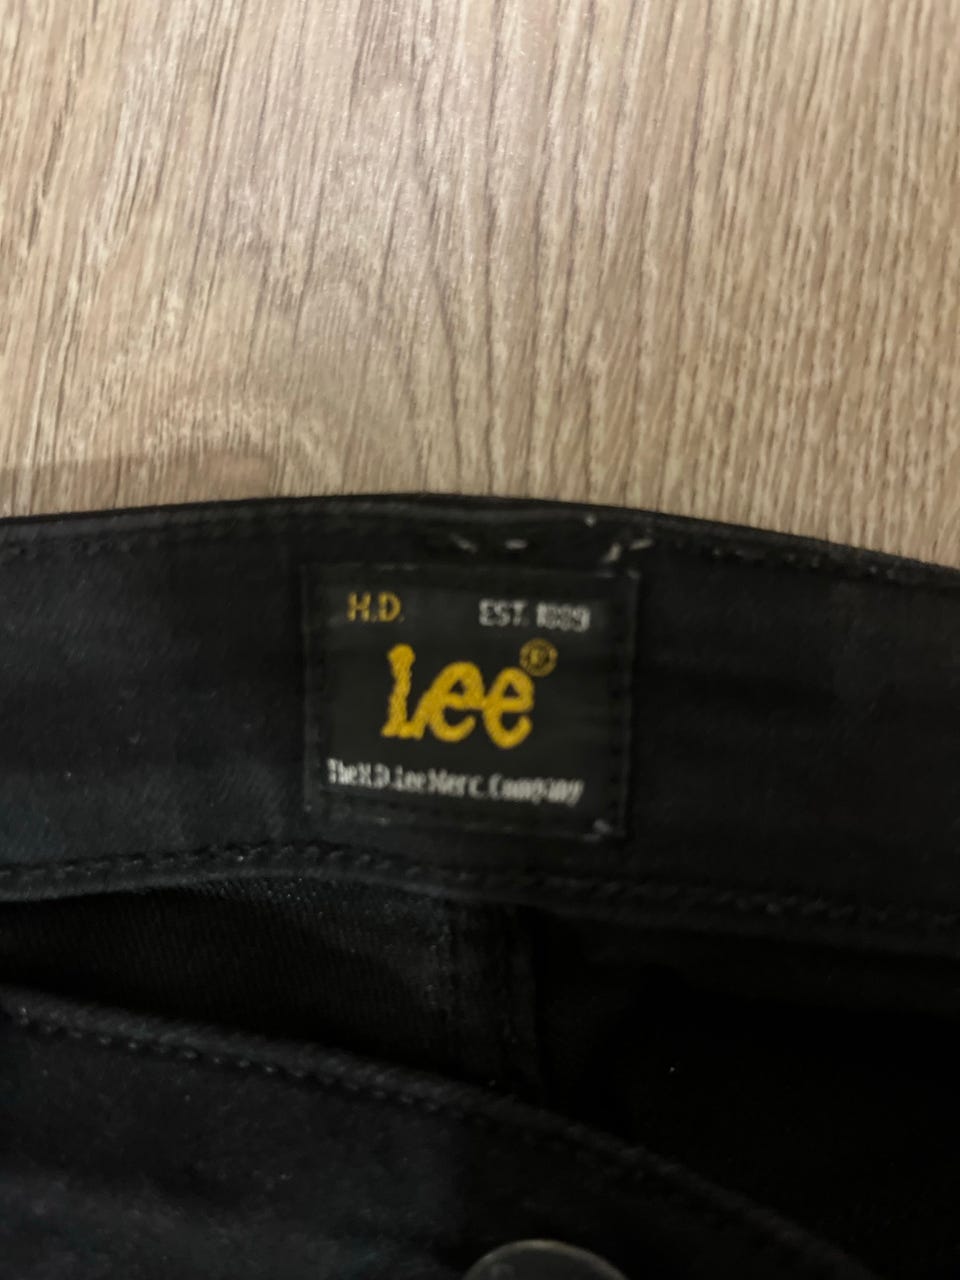 H.D. EST. 1889
Lee®
The H.D. Lee Merc. Company